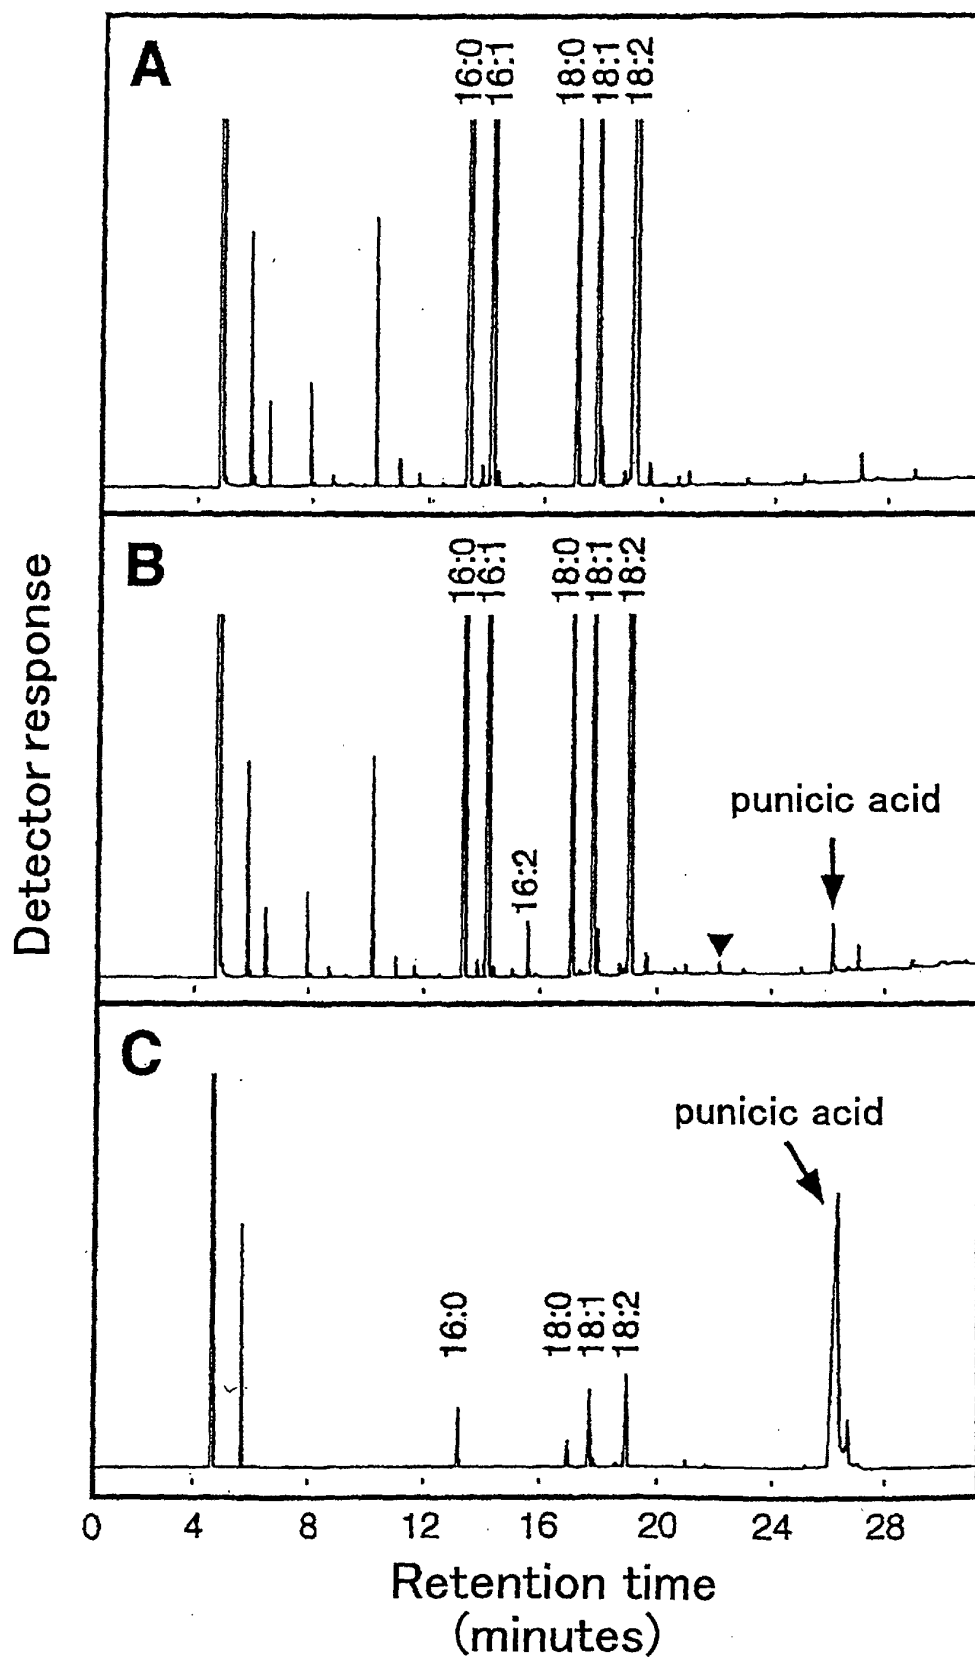 A
16:0
16:1
18:0
18:1
18:2
B
16:0
16:1
16:2
18:0
18:1
18:2
punicic acid
C
16:0
18:0
18:1
18:2
punicic acid
Detector response
0 4 8 12 16 20 24 28
Retention time
(minutes)